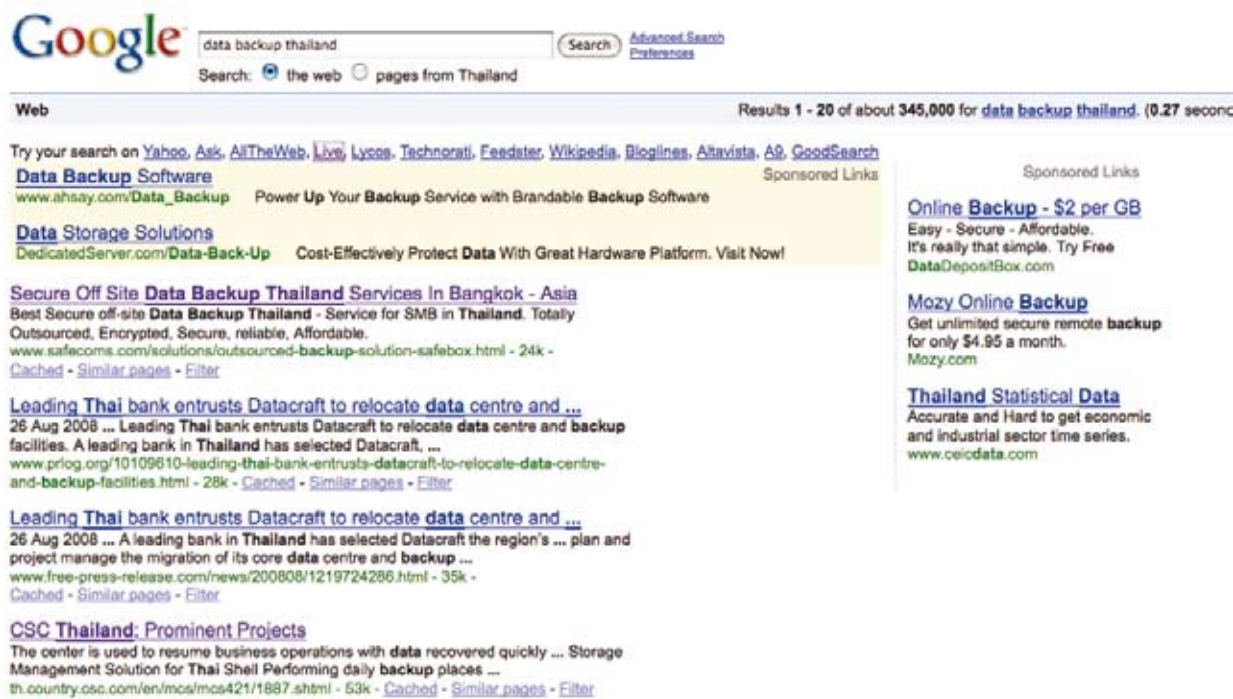 Google
data backup thailand
Search
Advanced Search
Preferences
Search: the web pages from Thailand
Web
Results 1 - 20 of about 345,000 for data backup thailand. (0.27 second
Try your search on Yahoo, Ask, AllTheWeb, Live, Lycos, Technorati, Feedster, Wikipedia, Bloglines, Altavista, A9, GoodSearch
Data Backup Software
Sponsored Links
www.ahsay.com/Data_Backup Power Up Your Backup Service with Brandable Backup Software
Data Storage Solutions
DedicatedServer.com/Data-Back-Up Cost-Effectively Protect Data With Great Hardware Platform. Visit Now!
Secure Off Site Data Backup Thailand Services In Bangkok - Asia
Best Secure off-site Data Backup Thailand - Service for SMB in Thailand. Totally
Outsourced, Encrypted, Secure, reliable, Affordable.
www.safecoms.com/solutions/outsourced-backup-solution-safebox.html - 24k -
Cached - Similar pages - Filter
Leading Thai bank entrusts Datacraft to relocate data centre and ...
26 Aug 2008 ... Leading Thai bank entrusts Datacraft to relocate data centre and backup
facilities. A leading bank in Thailand has selected Datacraft, ...
www.prlog.org/10109610-leading-thai-bank-entrusts-datacraft-to-relocate-data-centre-
and-backup-facilities.html - 28k - Cached - Similar pages - Filter
Leading Thai bank entrusts Datacraft to relocate data centre and ...
26 Aug 2008 ... A leading bank in Thailand has selected Datacraft the region's ... plan and
project manage the migration of its core data centre and backup ...
www.free-press-release.com/news/200808/1219724286.html - 35k -
Cached - Similar pages - Filter
CSC Thailand: Prominent Projects
The center is used to resume business operations with data recovered quickly ... Storage
Management Solution for Thai Shell Performing daily backup places ...
th.country.csc.com/en/mcs/mcs421/1887.shtml - 53k - Cached - Similar pages - Filter
Sponsored Links
Online Backup - $2 per GB
Easy - Secure - Affordable.
It's really that simple. Try Free
DataDepositBox.com
Mozy Online Backup
Get unlimited secure remote backup
for only $4.95 a month.
Mozy.com
Thailand Statistical Data
Accurate and Hard to get economic
and industrial sector time series.
www.ceicdata.com